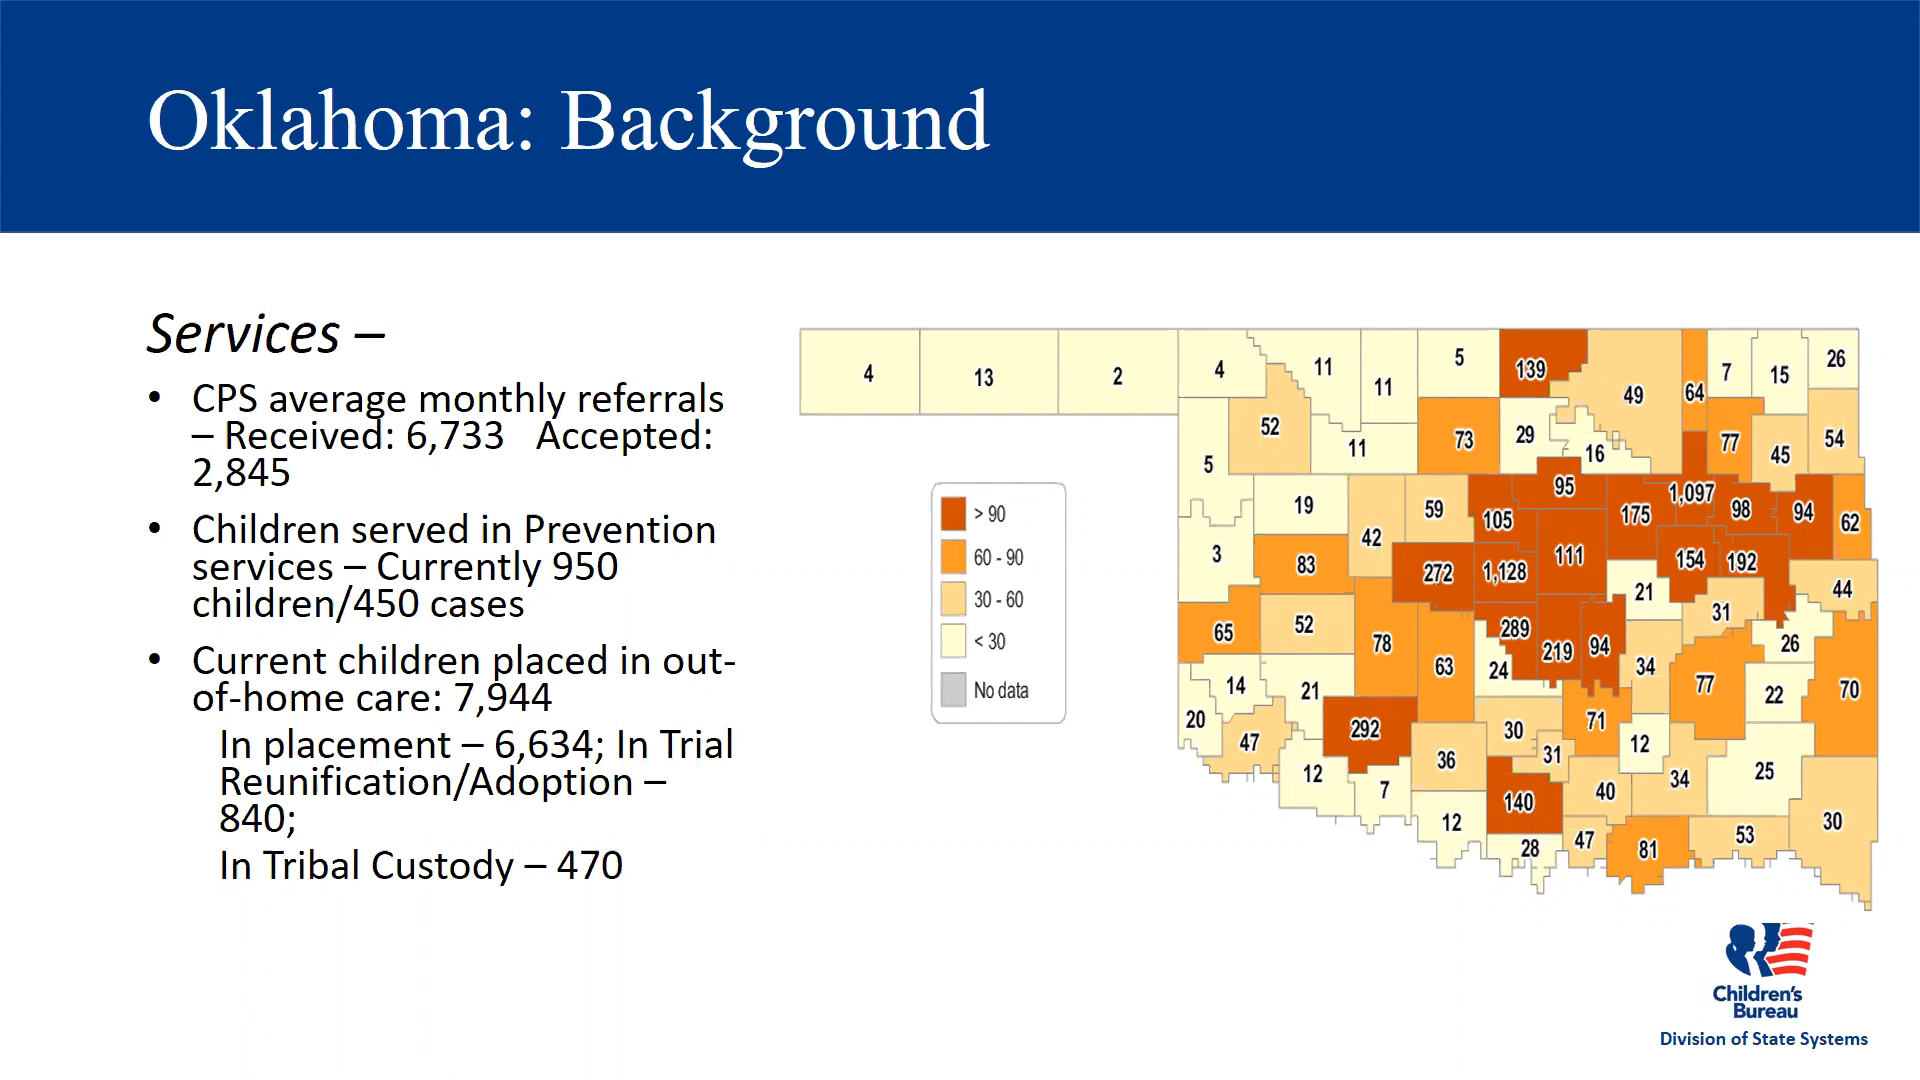 Oklahoma: Background
Services –
• CPS average monthly referrals
– Received: 6,733 Accepted:
2,845
• Children served in Prevention
services – Currently 950
children/450 cases
• Current children placed in out-
of-home care: 7,944
In placement – 6,634; In Trial
Reunification/Adoption –
840;
In Tribal Custody – 470
4 13 2 4 11 11 5 139 49 64 7 15 26
52 11 73 29 16 77 45 54
5 19 42 59 105 95 175 1,097 98 94 62
3 83 272 1,128 111 154 192 44
21 31
65 52 78 63 289 219 94 34 26
24 77 22 70
14 21
20 47 292 30 71 12
36 31 34 25
12 7 140 40
12 28 47 81 53 30
> 90
60 - 90
30 - 60
< 30
No data
Children's
Bureau
Division of State Systems